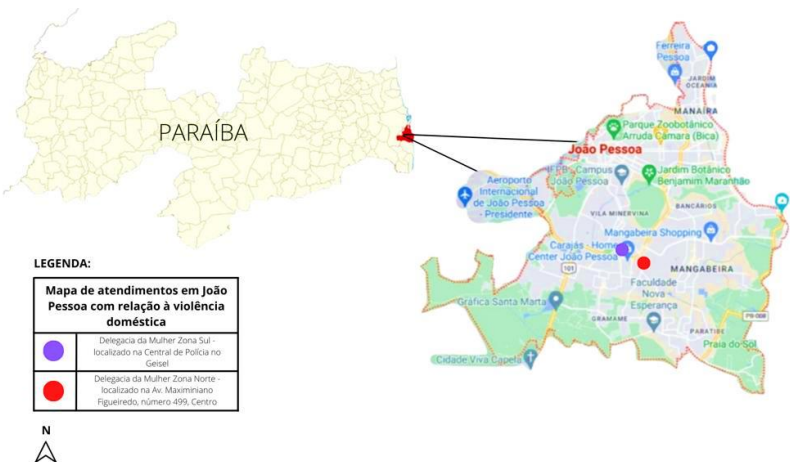 PARAÍBA
Ferreira
Pessoa
JARDIM
OCEANIA
MANAÍRA
Parque Zoobotânico
Arruda Câmara (Bica)
João Pessoa
IFPB - Campus
João Pessoa
Jardim Botânico
Benjamim Maranhão
Aeroporto
Internacional
de João Pessoa
- Presidente
VILA MINERVINA
BANCÁRIOS
Mangabeira Shopping
Carajás - Home
Center João Pessoa
101
MANGABEIRA
Faculdade
Nova -
Esperança
Gráfica Santa Marta
GRAMAME
PB-008
PARATIBE
Praia do Sol
Cidade Viva Capela
LEGENDA:
Mapa de atendimentos em João
Pessoa com relação à violência
doméstica
Delegacia da Mulher Zona Sul -
localizado na Central de Polícia no
Geisel
Delegacia da Mulher Zona Norte -
localizado na Av. Maximiniano
Figueiredo, número 499, Centro
N